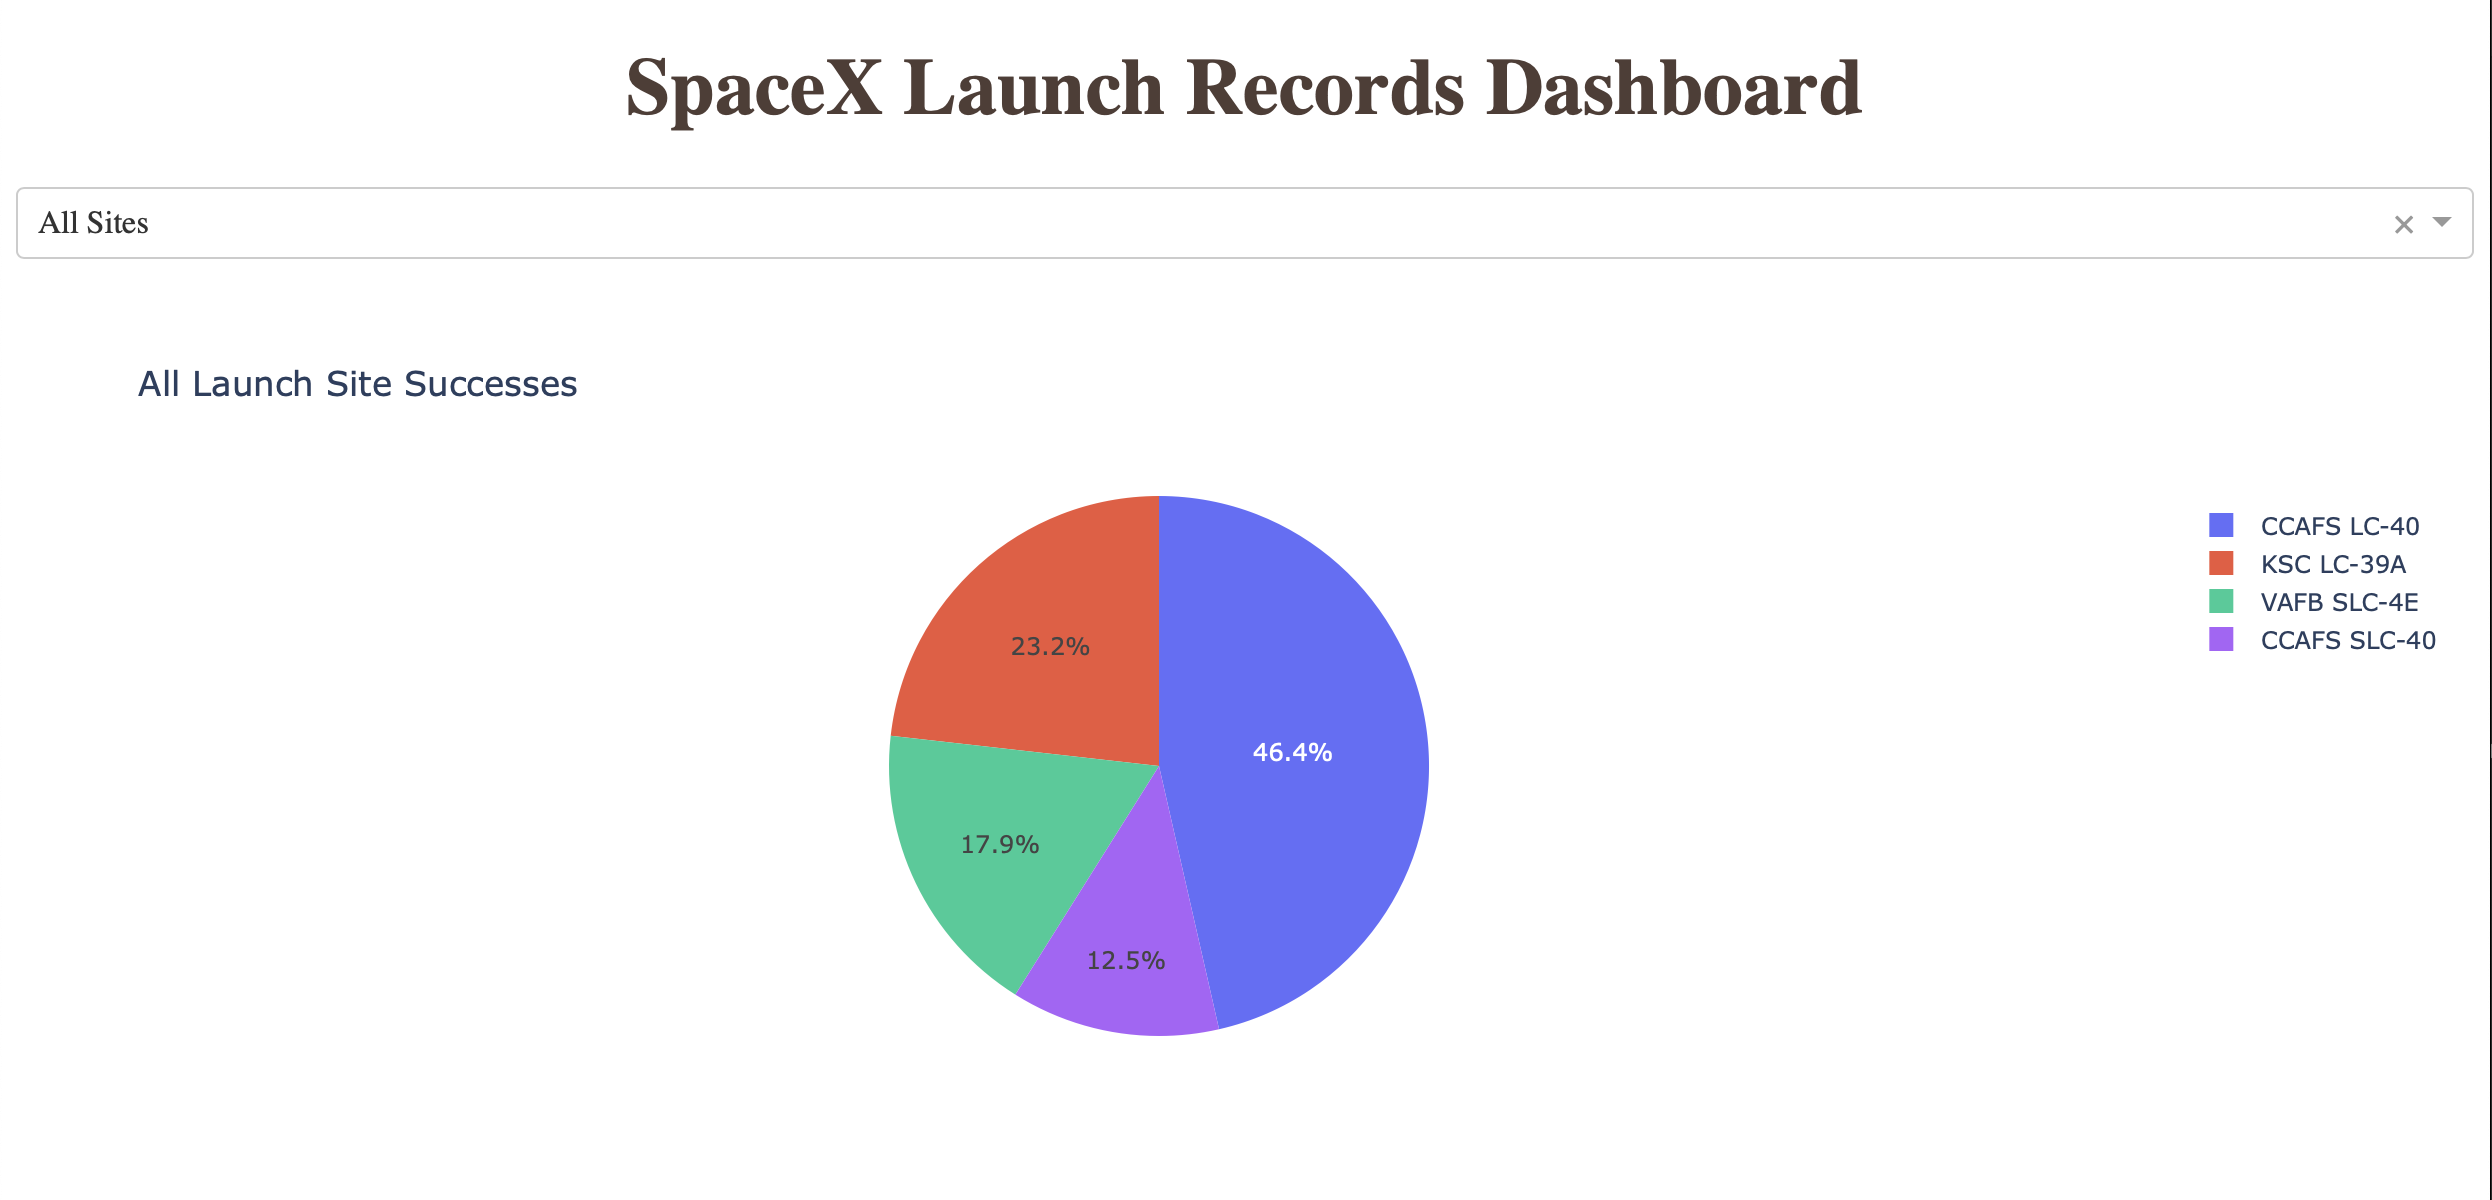 SpaceX Launch Records Dashboard
All Sites
All Launch Site Successes
CCAFS LC-40
KSC LC-39A
VAFB SLC-4E
CCAFS SLC-40
23.2%
46.4%
17.9%
12.5%